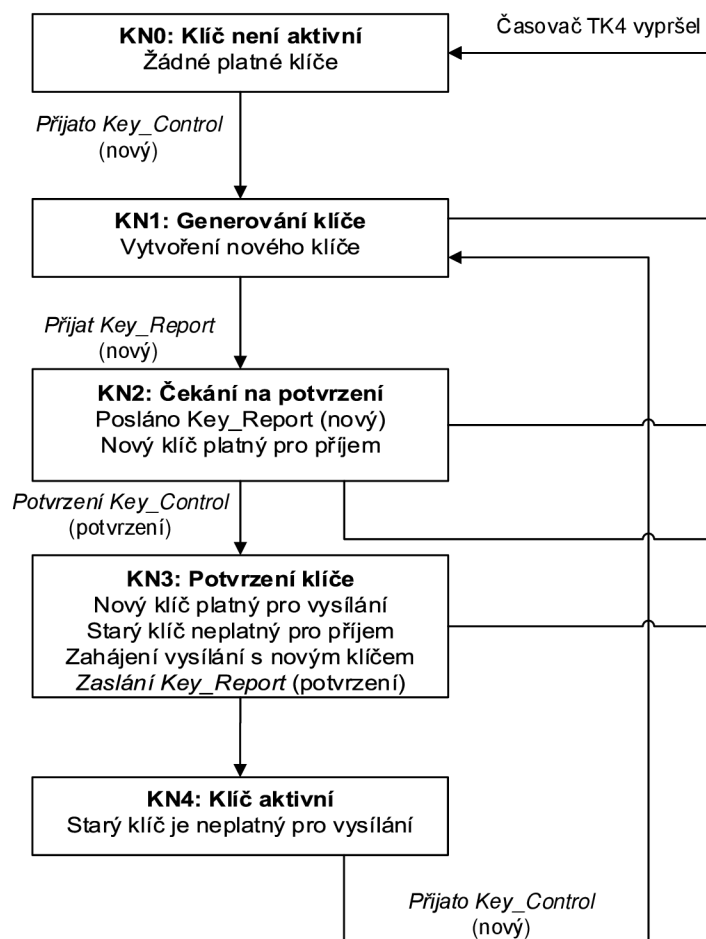 KN0: Klíč není aktivní
Žádné platné klíče
Časovač TK4 vypršel
Přijato Key_Control
(nový)
KN1: Generování klíče
Vytvoření nového klíče
Přijat Key_Report
(nový)
KN2: Čekání na potvrzení
Posláno Key_Report (nový)
Nový klíč platný pro příjem
Potvrzení Key_Control
(potvrzení)
KN3: Potvrzení klíče
Nový klíč platný pro vysílání
Starý klíč neplatný pro příjem
Zahájení vysílání s novým klíčem
Zaslání Key_Report (potvrzení)
KN4: Klíč aktivní
Starý klíč je neplatný pro vysílání
Přijato Key_Control
(nový)